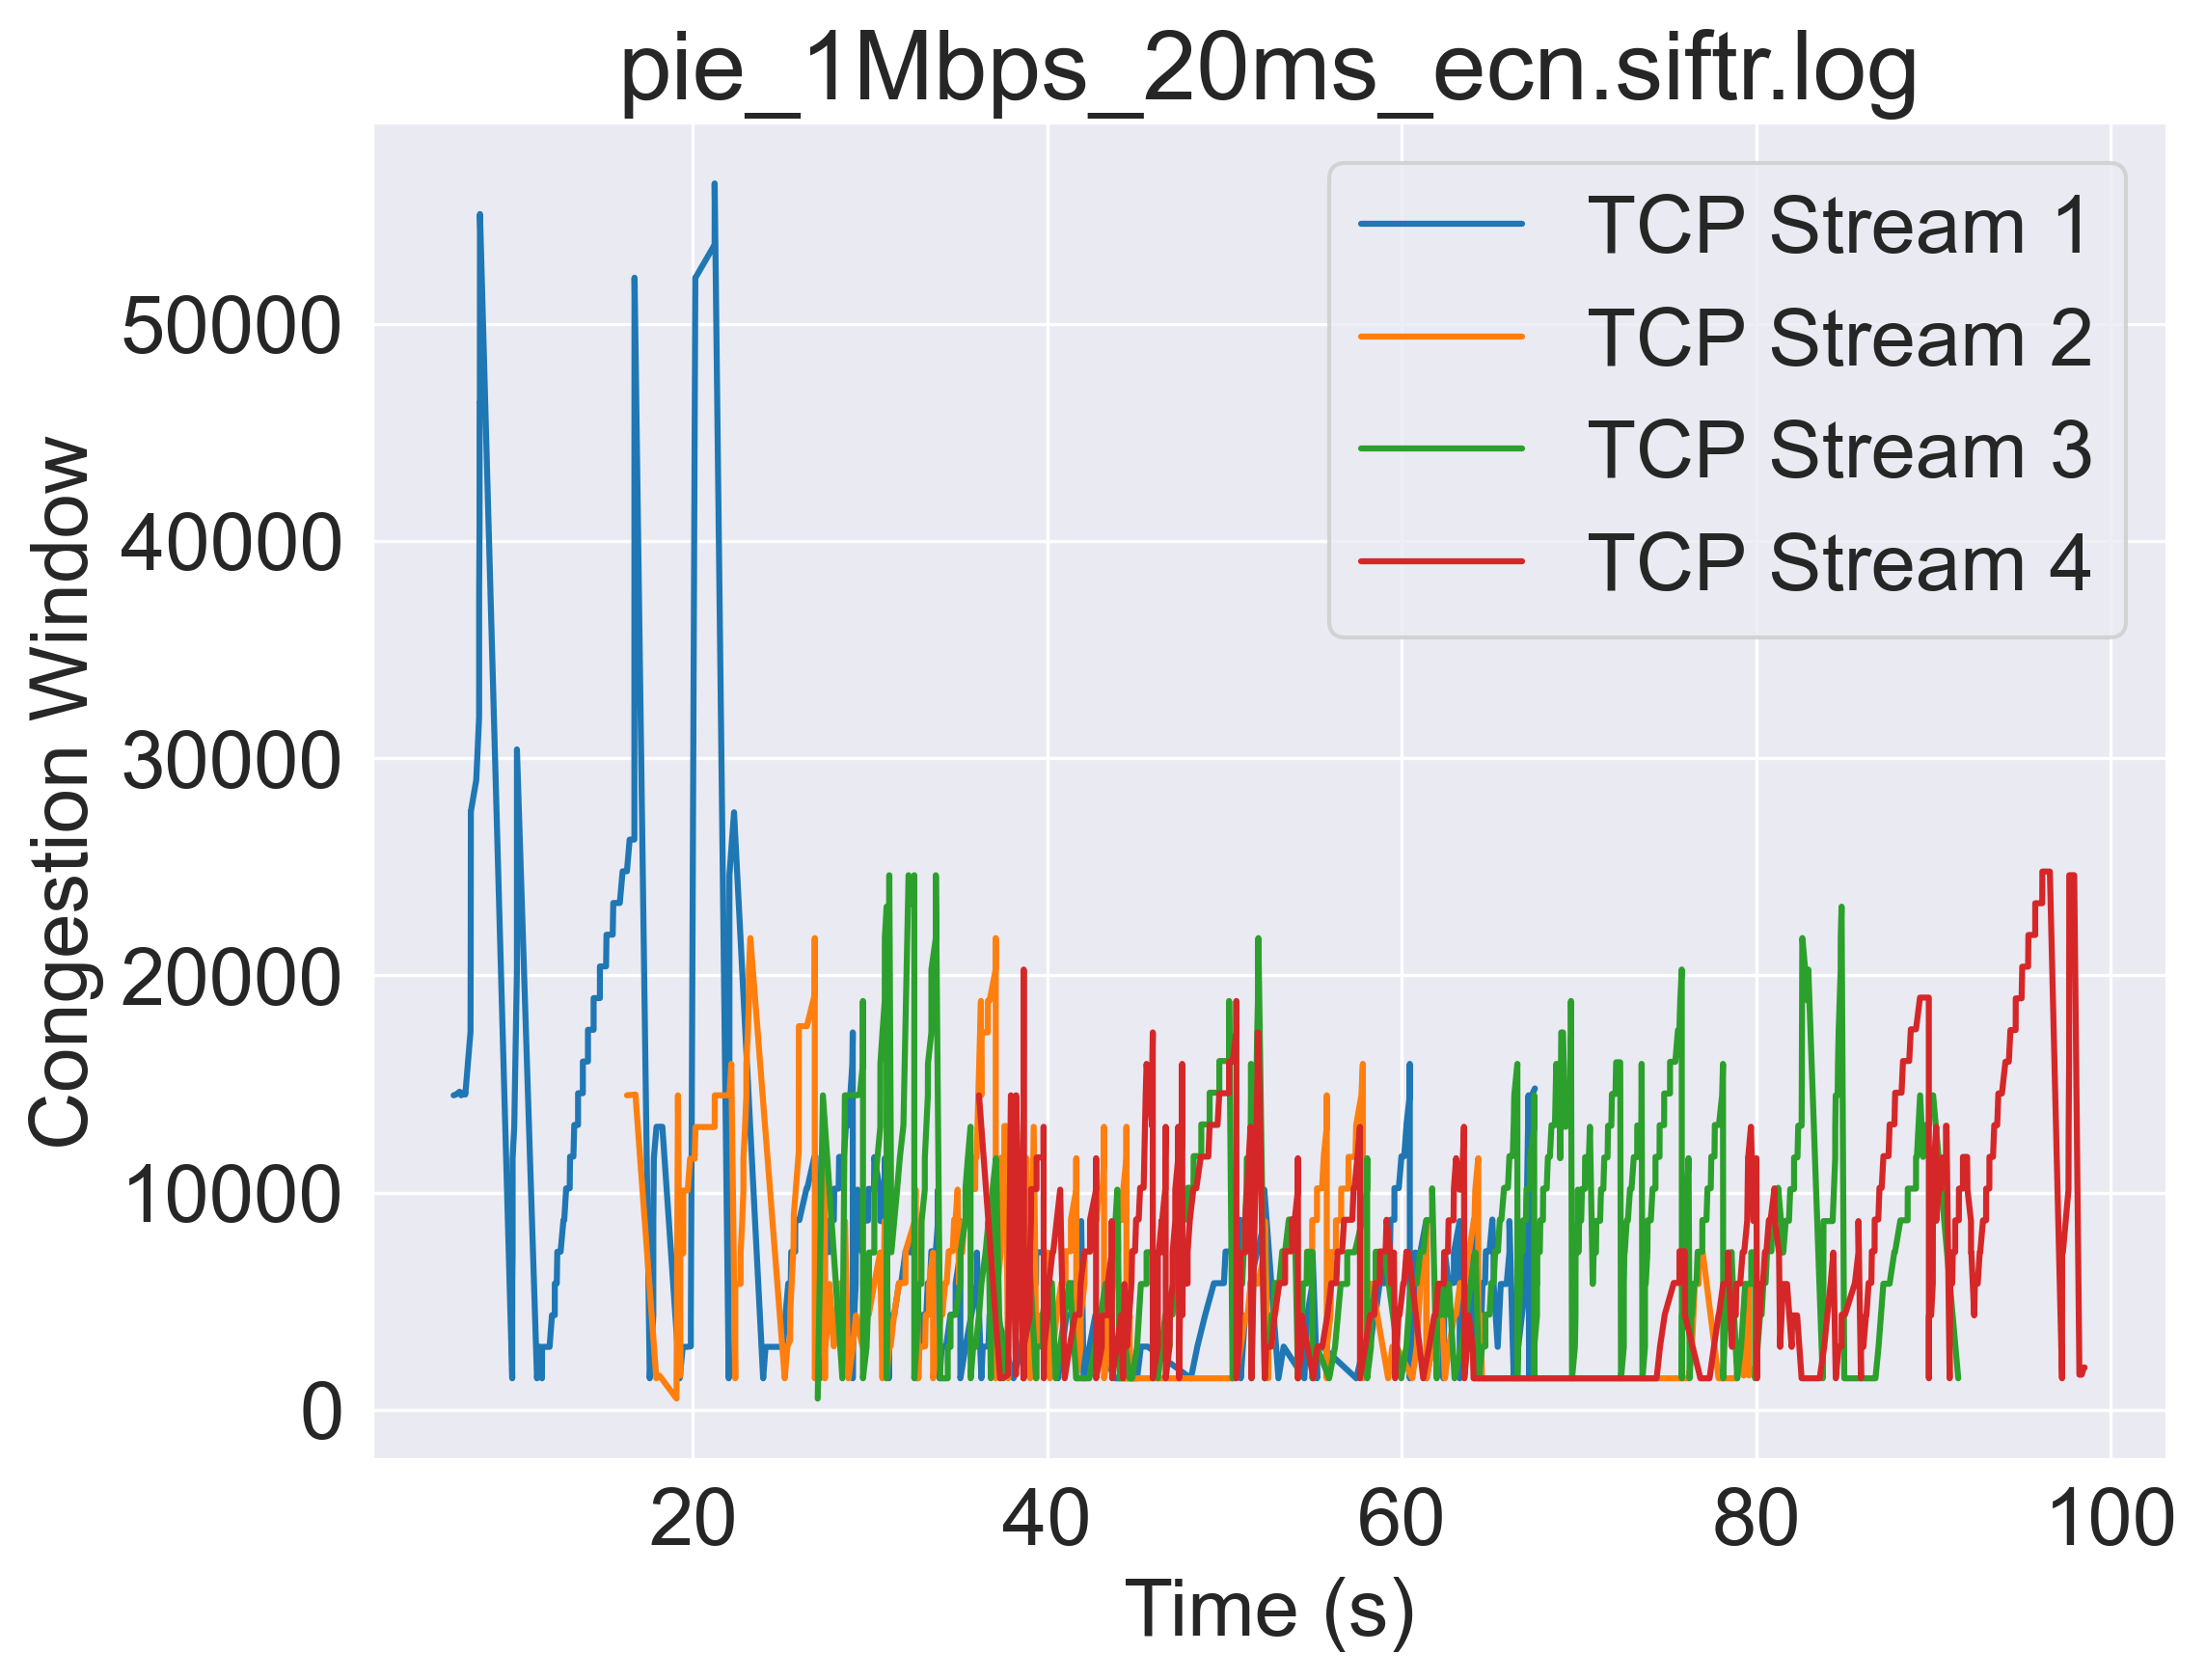 pie_1Mbps_20ms_ecn.siftr.log
TCP Stream 1
TCP Stream 2
TCP Stream 3
TCP Stream 4
Congestion Window
50000
40000
30000
20000
10000
0
20 40 60 80 100
Time (s)